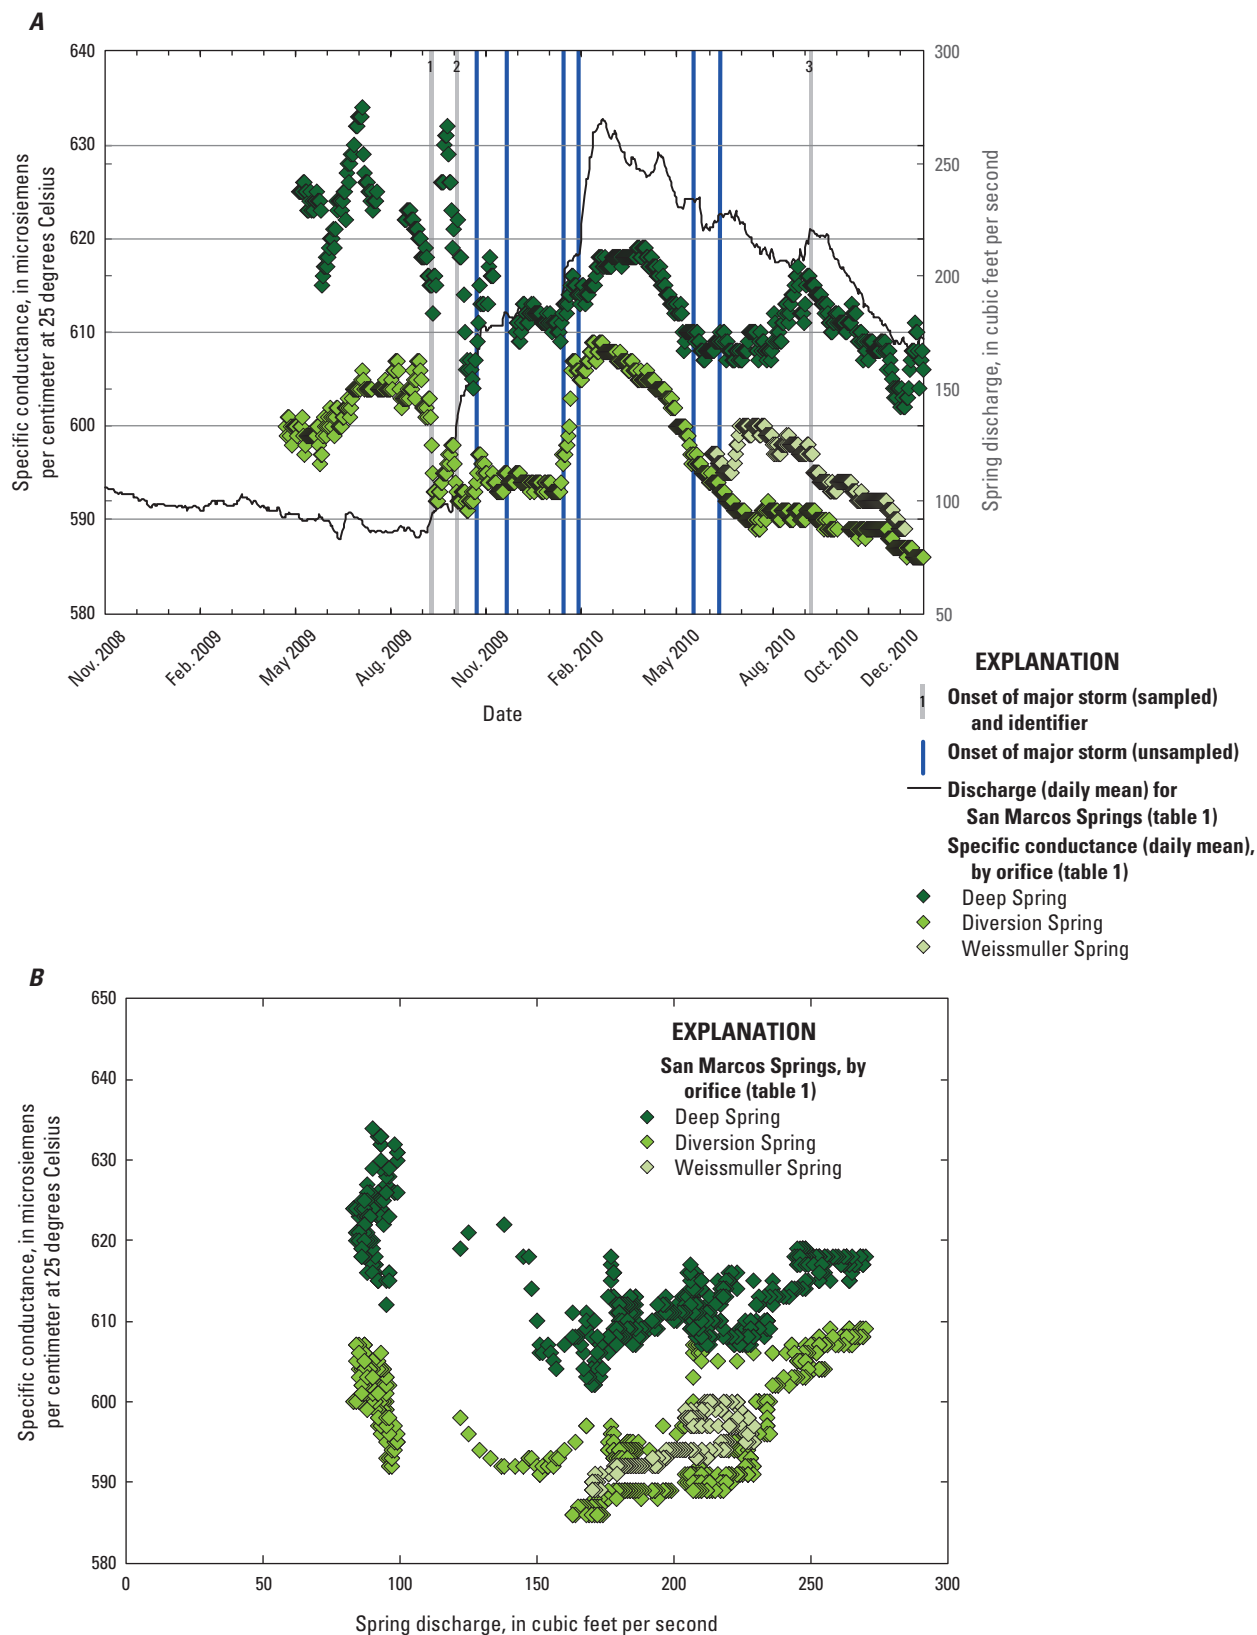 A
640
630
620
610
600
590
580
300
250
200
150
100
50
1
2
3
Specific conductance, in microsiemens
per centimeter at 25 degrees Celsius
Spring discharge, in cubic feet per second
Nov. 2008
Feb. 2009
May 2009
Aug. 2009
Nov. 2009
Feb. 2010
May 2010
Aug. 2010
Oct. 2010
Dec. 2010
Date
EXPLANATION
1
Onset of major storm (sampled)
and identifier
Onset of major storm (unsampled)
Discharge (daily mean) for
San Marcos Springs (table 1)
Specific conductance (daily mean),
by orifice (table 1)
Deep Spring
Diversion Spring
Weissmuller Spring
B
650
640
630
620
610
600
590
580
Specific conductance, in microsiemens
per centimeter at 25 degrees Celsius
EXPLANATION
San Marcos Springs, by
orifice (table 1)
Deep Spring
Diversion Spring
Weissmuller Spring
0
50
100
150
200
250
300
Spring discharge, in cubic feet per second